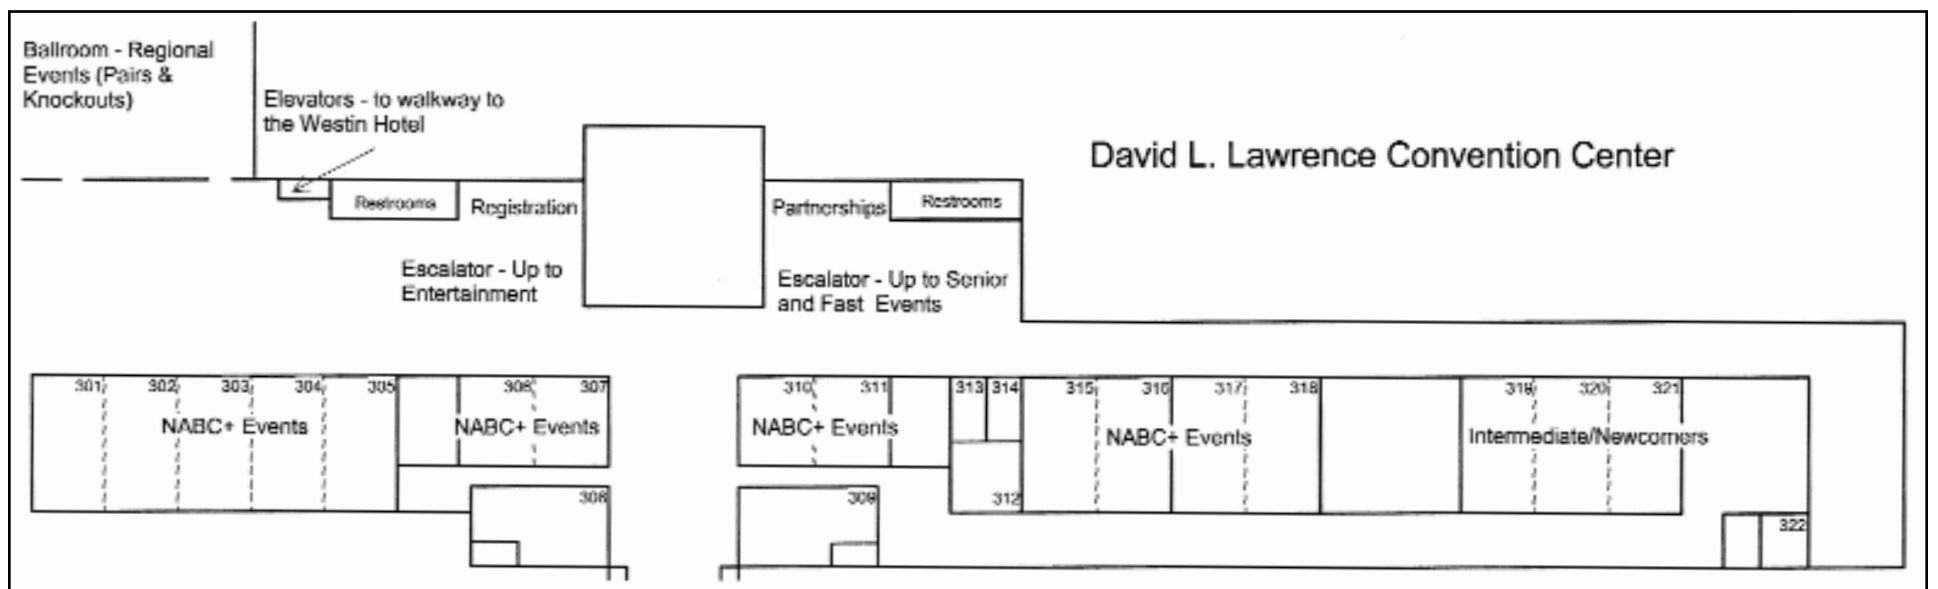 Ballroom - Regional
Events (Pairs &
Knockouts)
Elevators - to walkway to
the Westin Hotel
David L. Lawrence Convention Center
Restrooms
Registration
Partnerships
Restrooms
Escalator - Up to
Entertainment
Escalator - Up to Senior
and Fast Events
301 302 303 304 305 306 307 310 311 313 314 315 316 317 318 319 320 321
NABC+ Events
NABC+ Events
NABC+ Events
NABC+ Events
Intermediate/Newcomers
308 309 312
322